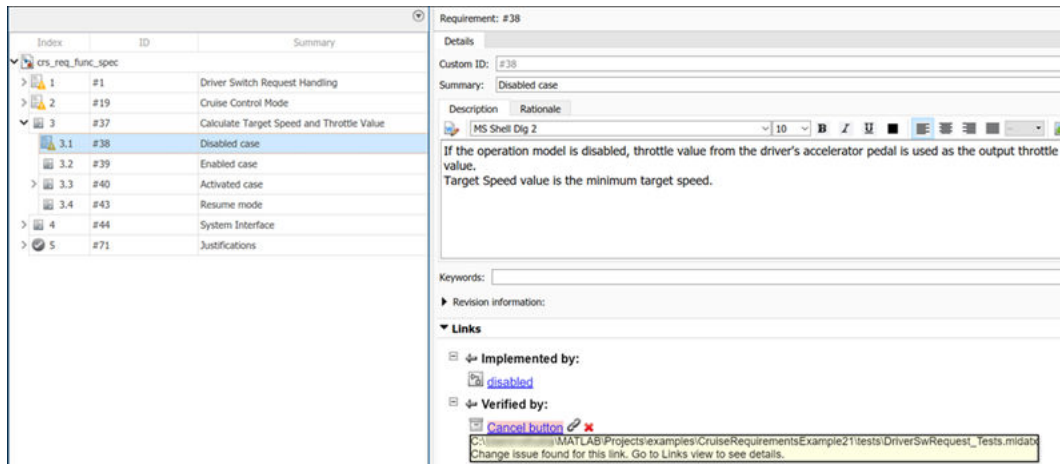 Index ID Summary
crs_req_func_spec
1 #1 Driver Switch Request Handling
2 #19 Cruise Control Mode
3 #37 Calculate Target Speed and Throttle Value
3.1 #38 Disabled case
3.2 #39 Enabled case
3.3 #40 Activated case
3.4 #43 Resume mode
4 #44 System Interface
5 #71 Justifications
Requirement: #38
Details
Custom ID: #38
Summary: Disabled case
Description Rationale
MS Shell Dlg 2 10 B I U
If the operation model is disabled, throttle value from the driver's accelerator pedal is used as the output throttle
value.
Target Speed value is the minimum target speed.
Keywords:
Revision information:
Links
Implemented by:
disabled
Verified by:
Cancel button
C:\ \MATLAB\Projects\examples\CruiseRequirementsExample21\tests\DriverSwRequest_Tests.mldatx
Change issue found for this link. Go to Links view to see details.